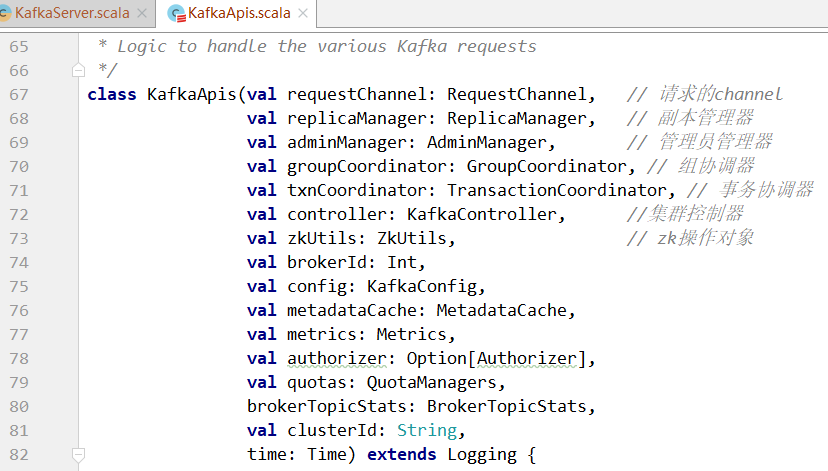 KafkaServer.scala × KafkaApis.scala ×
65 * Logic to handle the various Kafka requests
66 */
67 class KafkaApis(val requestChannel: RequestChannel, // 请求的channel
68 val replicaManager: ReplicaManager, // 副本管理器
69 val adminManager: AdminManager, // 管理员管理器
70 val groupCoordinator: GroupCoordinator, // 组协调器
71 val txnCoordinator: TransactionCoordinator, // 事务协调器
72 val controller: KafkaController, //集群控制器
73 val zkUtils: ZkUtils, // zk操作对象
74 val brokerId: Int,
75 val config: KafkaConfig,
76 val metadataCache: MetadataCache,
77 val metrics: Metrics,
78 val authorizer: Option[Authorizer],
79 val quotas: QuotaManagers,
80 brokerTopicStats: BrokerTopicStats,
81 val clusterId: String,
82 time: Time) extends Logging {